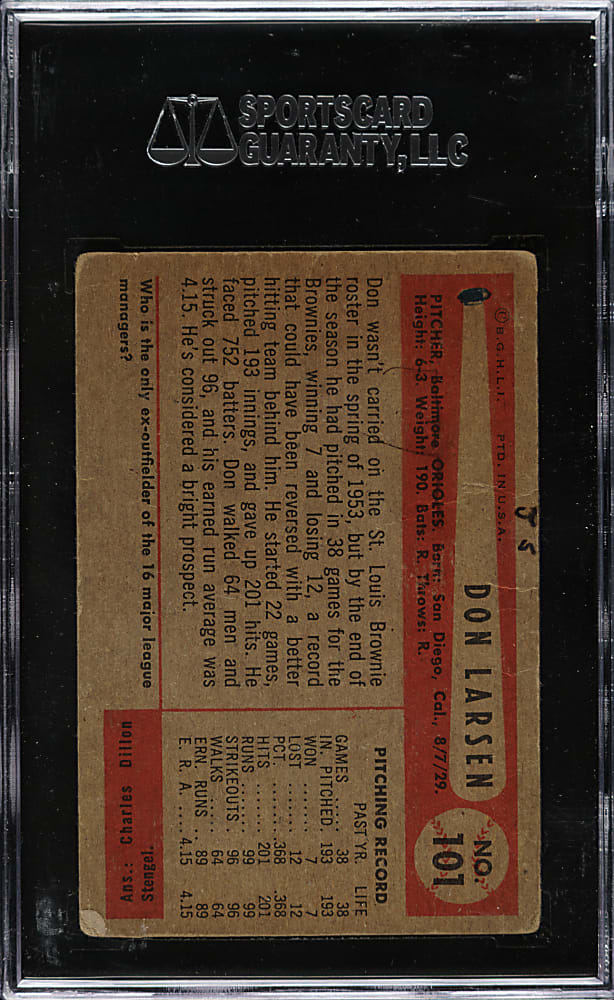 SPORTSCARD
GUARANTY, LLC
© B.G.H.L.I. PTD. IN U.S.A.
J S
DON LARSEN
NO.
101
PITCHER, Baltimore ORIOLES. Born: San Diego, Cal., 8/7/29.
Height: 6-3. Weight: 190. Bats: R. Throws: R.
Don wasn't carried on the St. Louis Brownie
roster in the spring of 1953, but by the end of
the season he had pitched in 38 games for the
Brownies, winning 7 and losing 12, a record
that could have been reversed with a better
hitting team behind him. He started 22 games,
pitched 193 innings, and gave up 201 hits. He
faced 752 batters. Don walked 64 men and
struck out 96, and his earned run average was
4.15. He's considered a bright prospect.
Who is the only ex-outfielder of the 16 major league
managers?
PITCHING RECORD
PAST YR. LIFE
GAMES ..... 38 38
IN. PITCHED. 193 193
WON ....... 7 7
LOST ....... 12 12
PCT. ...... .368 .368
HITS ....... 201 201
RUNS ...... 99 99
STRIKEOUTS . 96 96
WALKS ..... 64 64
ERN. RUNS .. 89 89
E. R. A. .... 4.15 4.15
Ans.: Charles Dillon
Stengel.